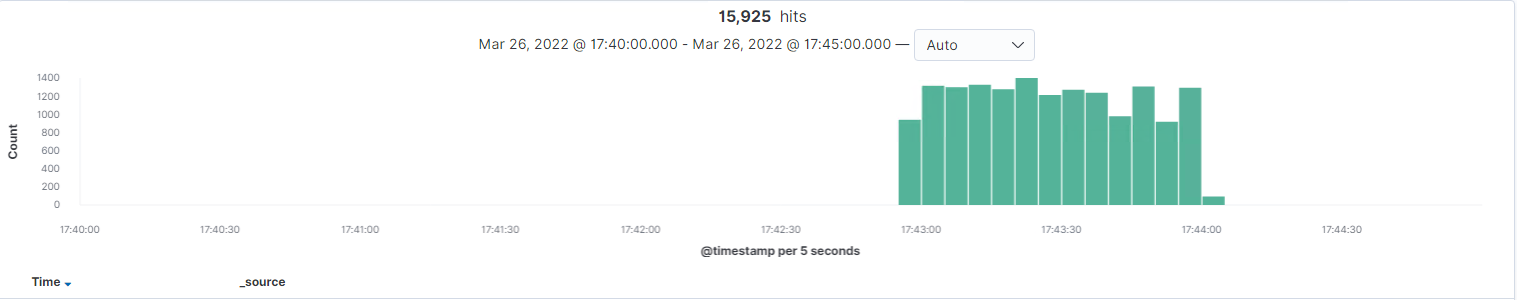 15,925 hits
Mar 26, 2022 @ 17:40:00.000 - Mar 26, 2022 @ 17:45:00.000 — Auto
1400
1200
1000
800
600
400
200
0
Count
17:40:00 17:40:30 17:41:00 17:41:30 17:42:00 17:42:30 17:43:00 17:43:30 17:44:00 17:44:30
@timestamp per 5 seconds
Time _source